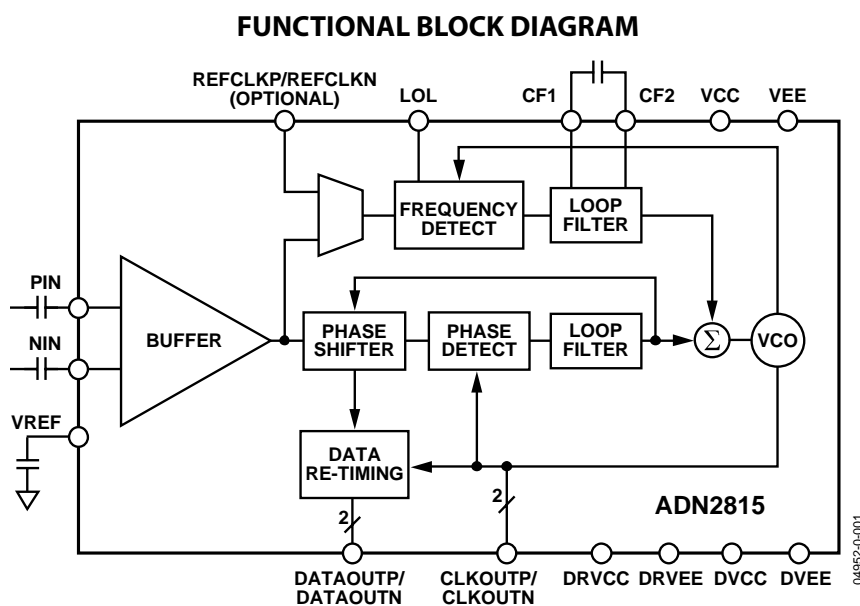 FUNCTIONAL BLOCK DIAGRAM
REFCLKP/REFCLKN
(OPTIONAL)
LOL
CF1
CF2
VCC
VEE
FREQUENCY
DETECT
LOOP
FILTER
PIN
NIN
VREF
BUFFER
PHASE
SHIFTER
PHASE
DETECT
LOOP
FILTER
Σ
VCO
DATA
RE-TIMING
2
2
ADN2815
DATAOUTP/
DATAOUTN
CLKOUTP/
CLKOUTN
DRVCC
DRVEE
DVCC
DVEE
04952-0-001